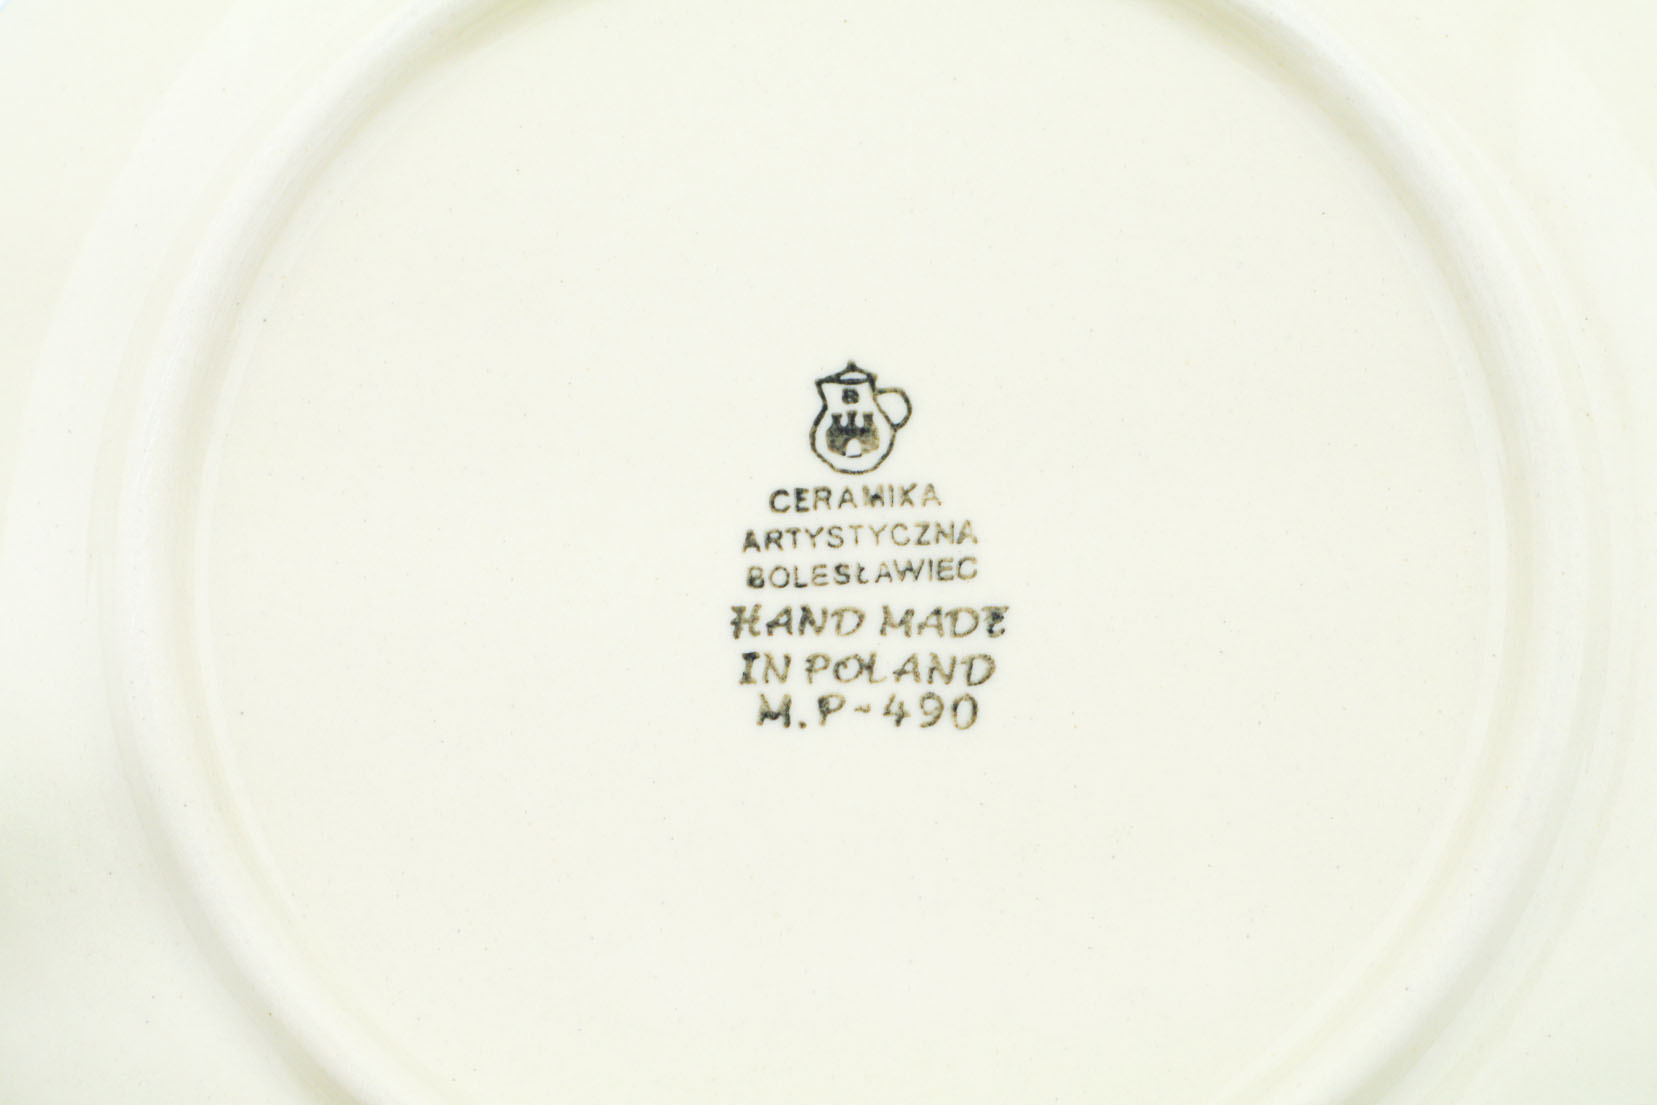 B
CERAMIKA
ARTYSTYCZNA
BOLESŁAWIEC
HAND MADE
IN POLAND
M.P-490